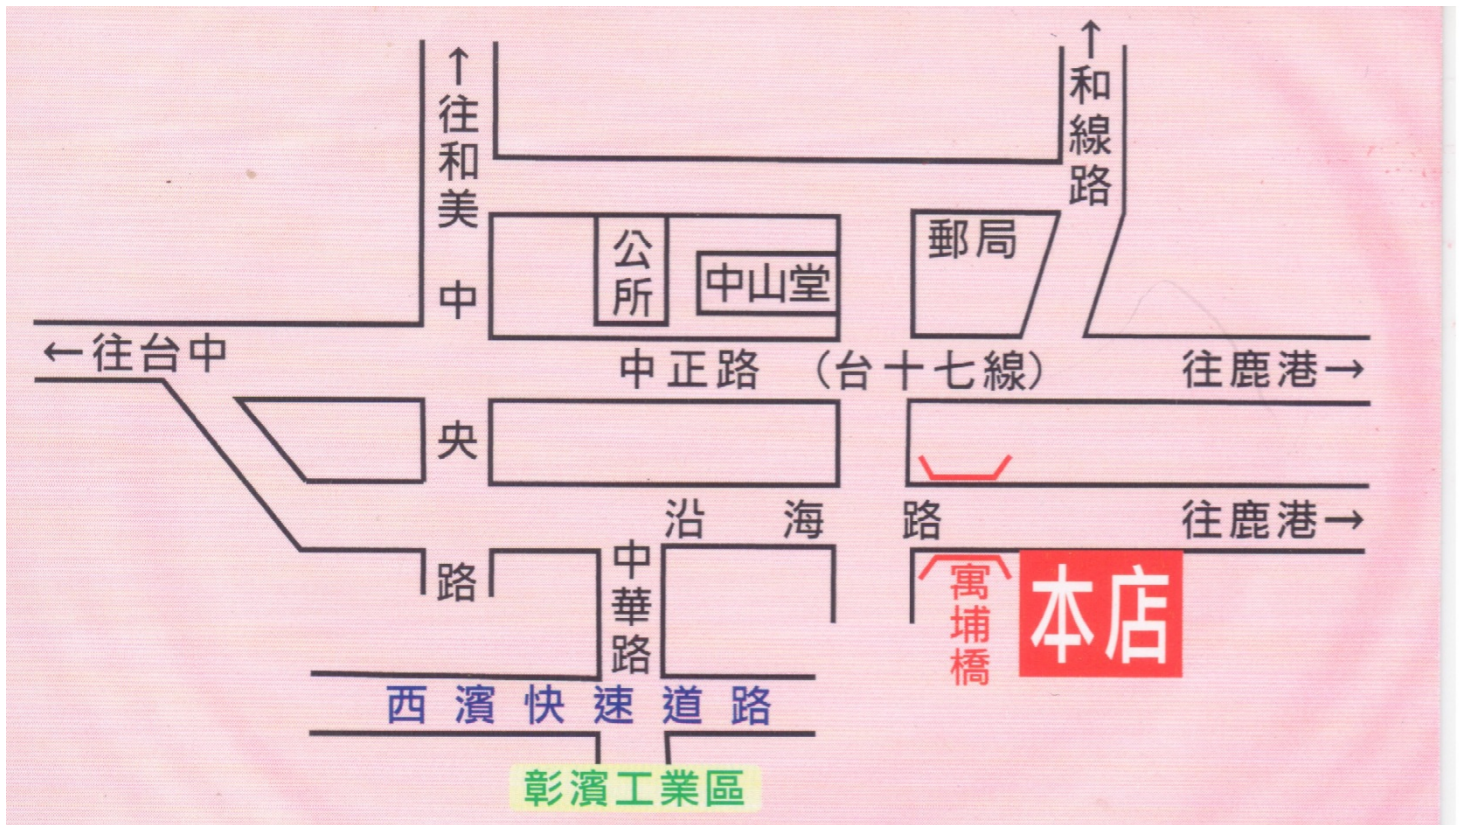 ↑往和美
中央路
↑和線路
公所
中山堂
郵局
←往台中
中正路 （台十七線）
往鹿港→
沿海路
往鹿港→
中華路
寓埔橋
本店
西濱快速道路
彰濱工業區